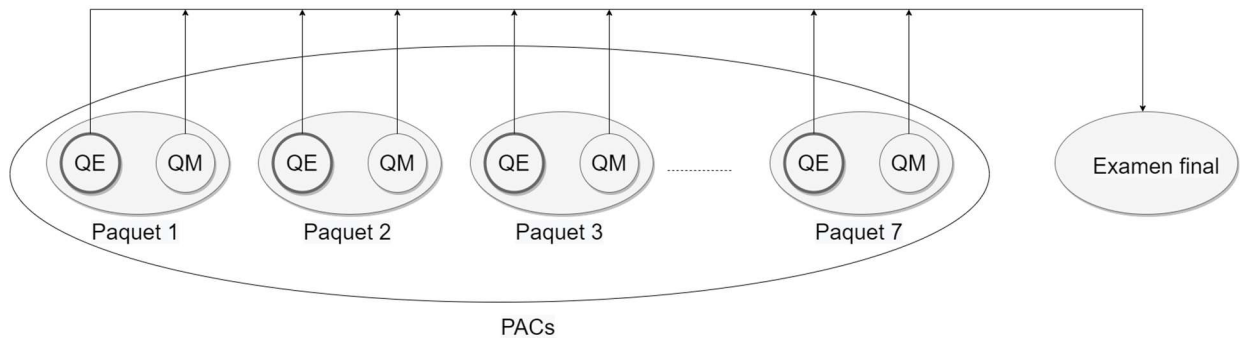 QE QM QE QM QE QM QE QM Examen final
Paquet 1 Paquet 2 Paquet 3 Paquet 7
PACs